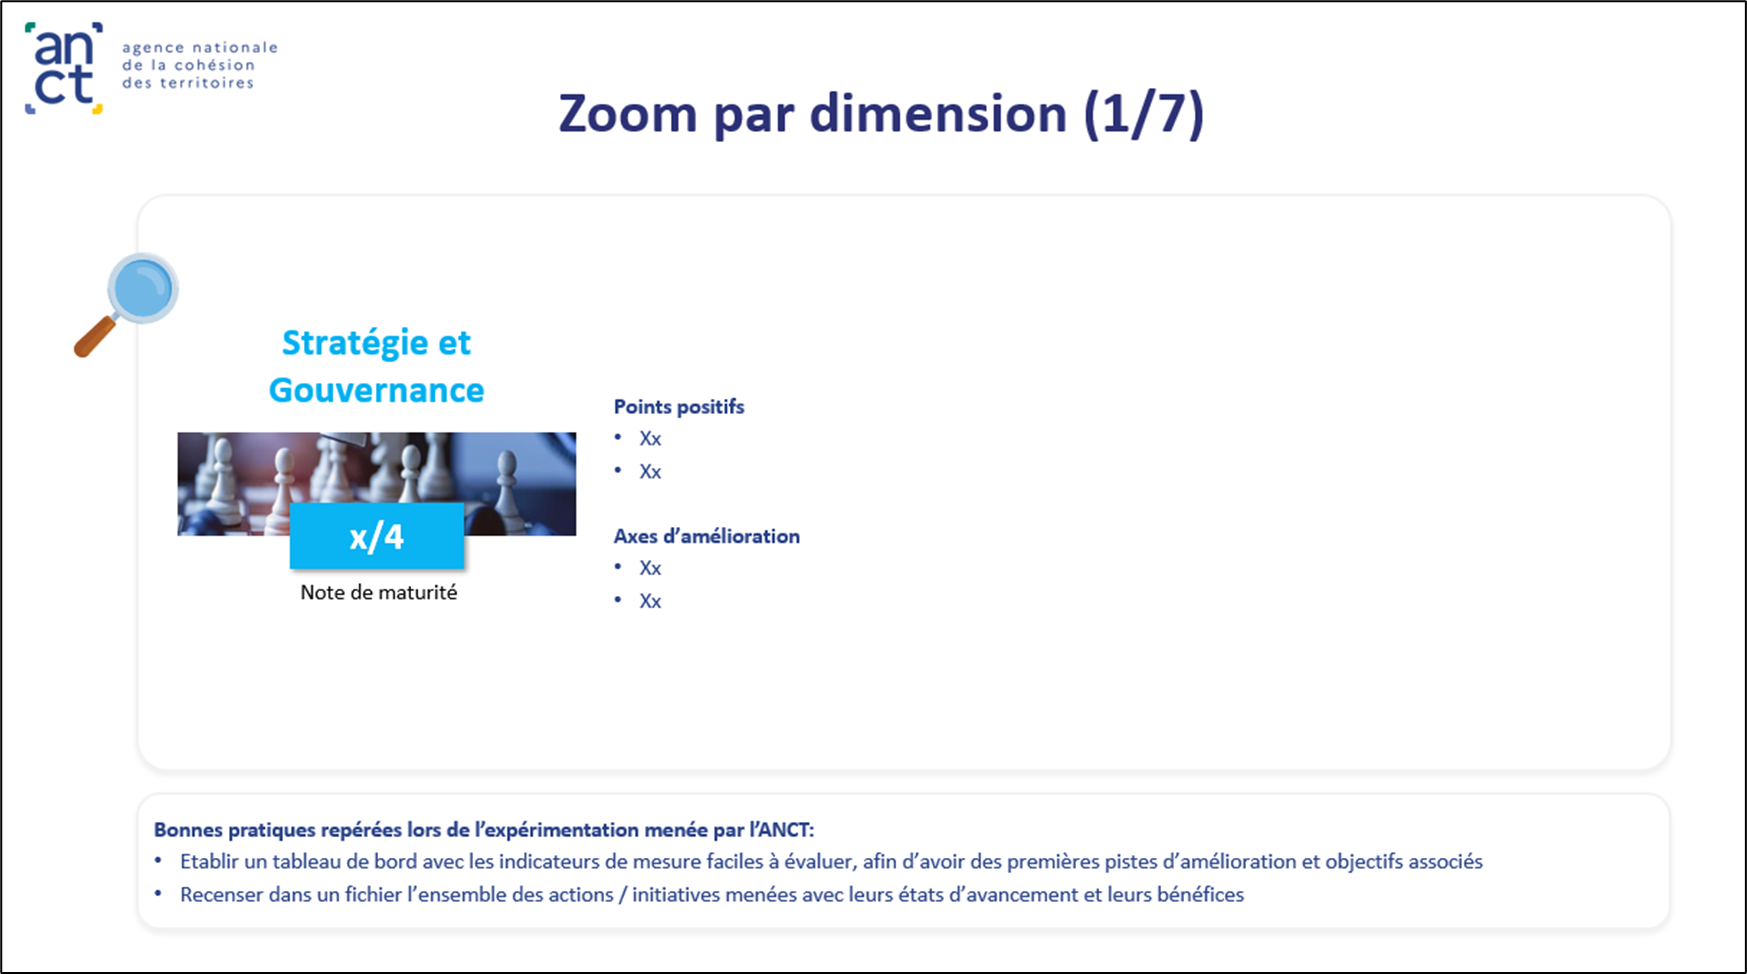 anct
agence nationale
de la cohésion
des territoires
Zoom par dimension (1/7)
Stratégie et
Gouvernance
x/4
Note de maturité
Points positifs
• Xx
• Xx
Axes d’amélioration
• Xx
• Xx
Bonnes pratiques repérées lors de l’expérimentation menée par l’ANCT:
• Etablir un tableau de bord avec les indicateurs de mesure faciles à évaluer, afin d’avoir des premières pistes d’amélioration et objectifs associés
• Recenser dans un fichier l’ensemble des actions / initiatives menées avec leurs états d’avancement et leurs bénéfices